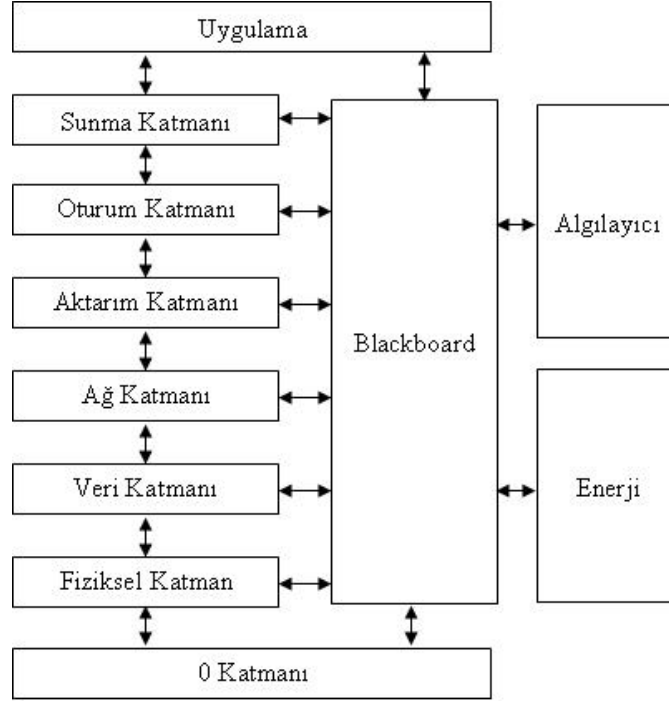 Uygulama
Sunma Katmanı
Oturum Katmanı
Algılayıcı
Aktarım Katmanı
Blackboard
Ağ Katmanı
Veri Katmanı
Enerji
Fiziksel Katman
0 Katmanı